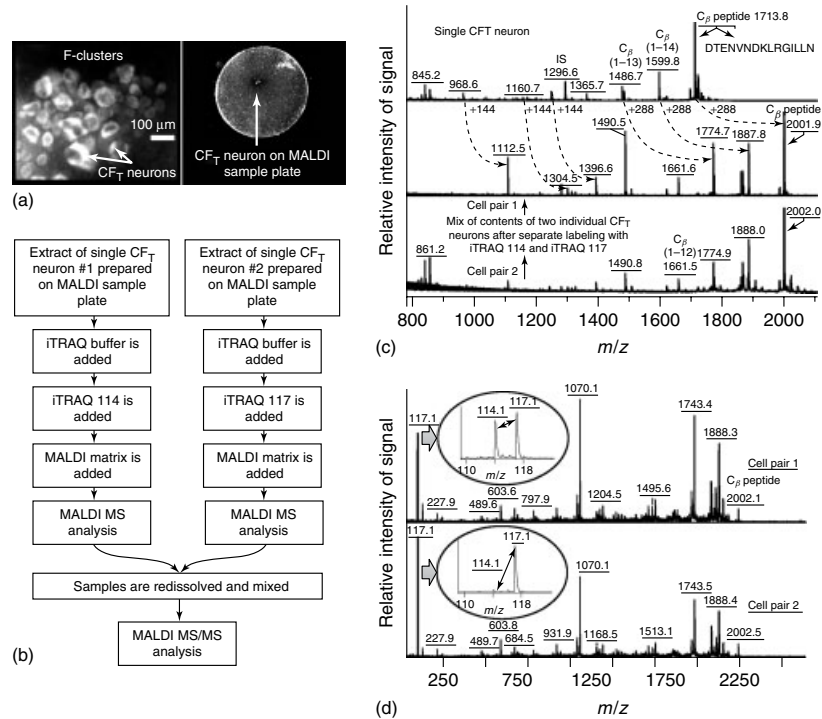 F-clusters
100 μm
CF_T neurons
CF_T neuron on MALDI
sample plate
(a)
Extract of single CF_T
neuron #1 prepared
on MALDI sample
plate
Extract of single CF_T
neuron #2 prepared
on MALDI sample
plate
iTRAQ buffer is
added
iTRAQ buffer is
added
iTRAQ 114 is
added
iTRAQ 117 is
added
MALDI matrix is
added
MALDI matrix is
added
MALDI MS
analysis
MALDI MS
analysis
Samples are redissolved and mixed
MALDI MS/MS
analysis
(b)
Relative intensity of signal
Single CFT neuron
845.2
968.6
1160.7
IS
1296.6
1365.7
C_β
(1–13)
1486.7
C_β
(1–14)
1599.8
C_β peptide 1713.8
DTENVNDKLRGILLN
+144
+144
+144
+288
+288
+288
C_β peptide
2001.9
1112.5
1304.5
1396.6
1490.5
1661.6
1774.7
1887.8
Cell pair 1
Mix of contents of two individual CF_T
neurons after separate labeling with
iTRAQ 114 and iTRAQ 117
Cell pair 2
861.2
1490.8
C_β
(1–12)
1661.5
1774.9
1888.0
2002.0
800 1000 1200 1400 1600 1800 2000
m/z
(c)
Relative intensity of signal
117.1
114.1
117.1
110
m/z
118
227.9
489.6
603.6
797.9
1070.1
1204.5
1495.6
1743.4
1888.3
Cell pair 1
C_β peptide
2002.1
117.1
114.1
117.1
110
m/z
118
227.9
489.7
603.8
684.5
931.9
1070.1
1168.5
1513.1
1743.5
1888.4
Cell pair 2
2002.5
250 500 750 1250 1750 2250
m/z
(d)